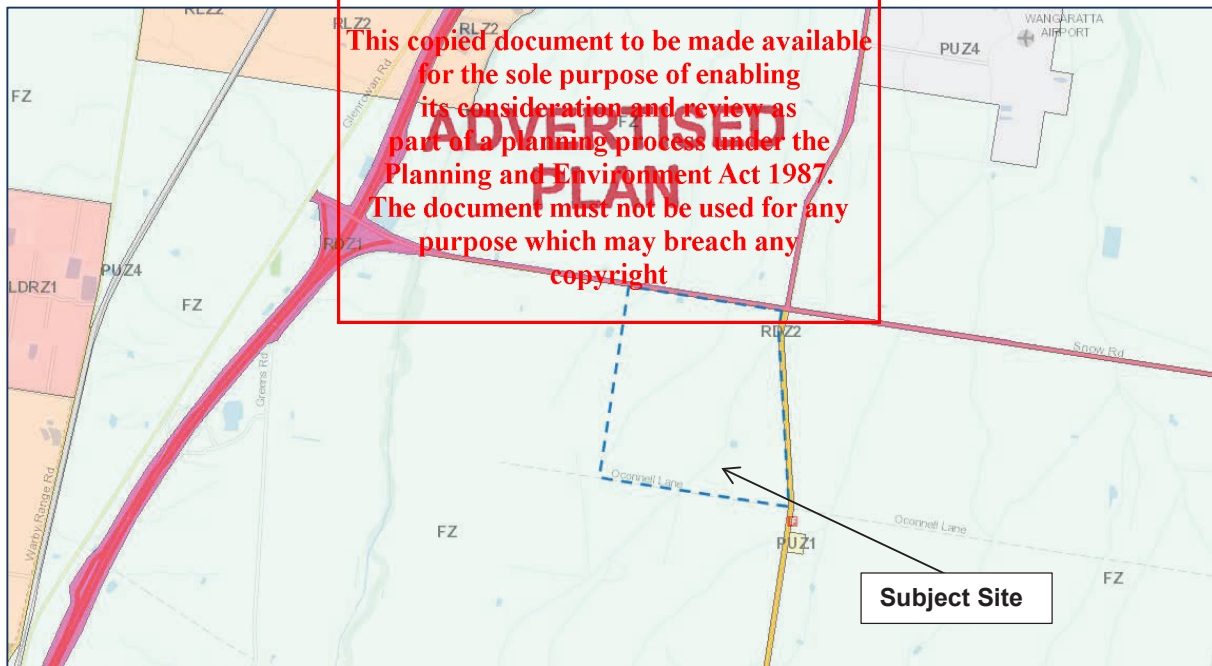 RLZ2
RLZ2
RLZ2
WANGARATTA
AIRPORT
PUZ4
FZ
Glenrowan Rd
This copied document to be made available
for the sole purpose of enabling
its consideration and review as
part of a planning process under the
Planning and Environment Act 1987.
The document must not be used for any
purpose which may breach any
copyright
ADVERTISED
PLAN
FZ
RDZ1
PUZ4
LDRZ1
FZ
RDZ2
Snow Rd
Greens Rd
Oconnell Lane
Oconnell Lane
Warby Range Rd
FZ
PUZ1
FZ
Subject Site